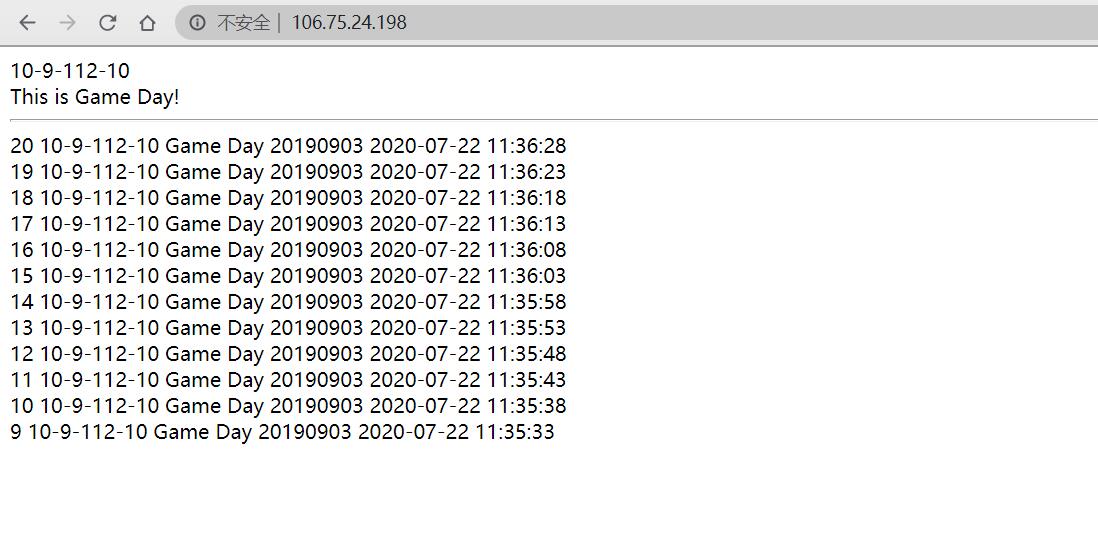 不安全 | 106.75.24.198
10-9-112-10
This is Game Day!
20 10-9-112-10 Game Day 20190903 2020-07-22 11:36:28
19 10-9-112-10 Game Day 20190903 2020-07-22 11:36:23
18 10-9-112-10 Game Day 20190903 2020-07-22 11:36:18
17 10-9-112-10 Game Day 20190903 2020-07-22 11:36:13
16 10-9-112-10 Game Day 20190903 2020-07-22 11:36:08
15 10-9-112-10 Game Day 20190903 2020-07-22 11:36:03
14 10-9-112-10 Game Day 20190903 2020-07-22 11:35:58
13 10-9-112-10 Game Day 20190903 2020-07-22 11:35:53
12 10-9-112-10 Game Day 20190903 2020-07-22 11:35:48
11 10-9-112-10 Game Day 20190903 2020-07-22 11:35:43
10 10-9-112-10 Game Day 20190903 2020-07-22 11:35:38
9 10-9-112-10 Game Day 20190903 2020-07-22 11:35:33